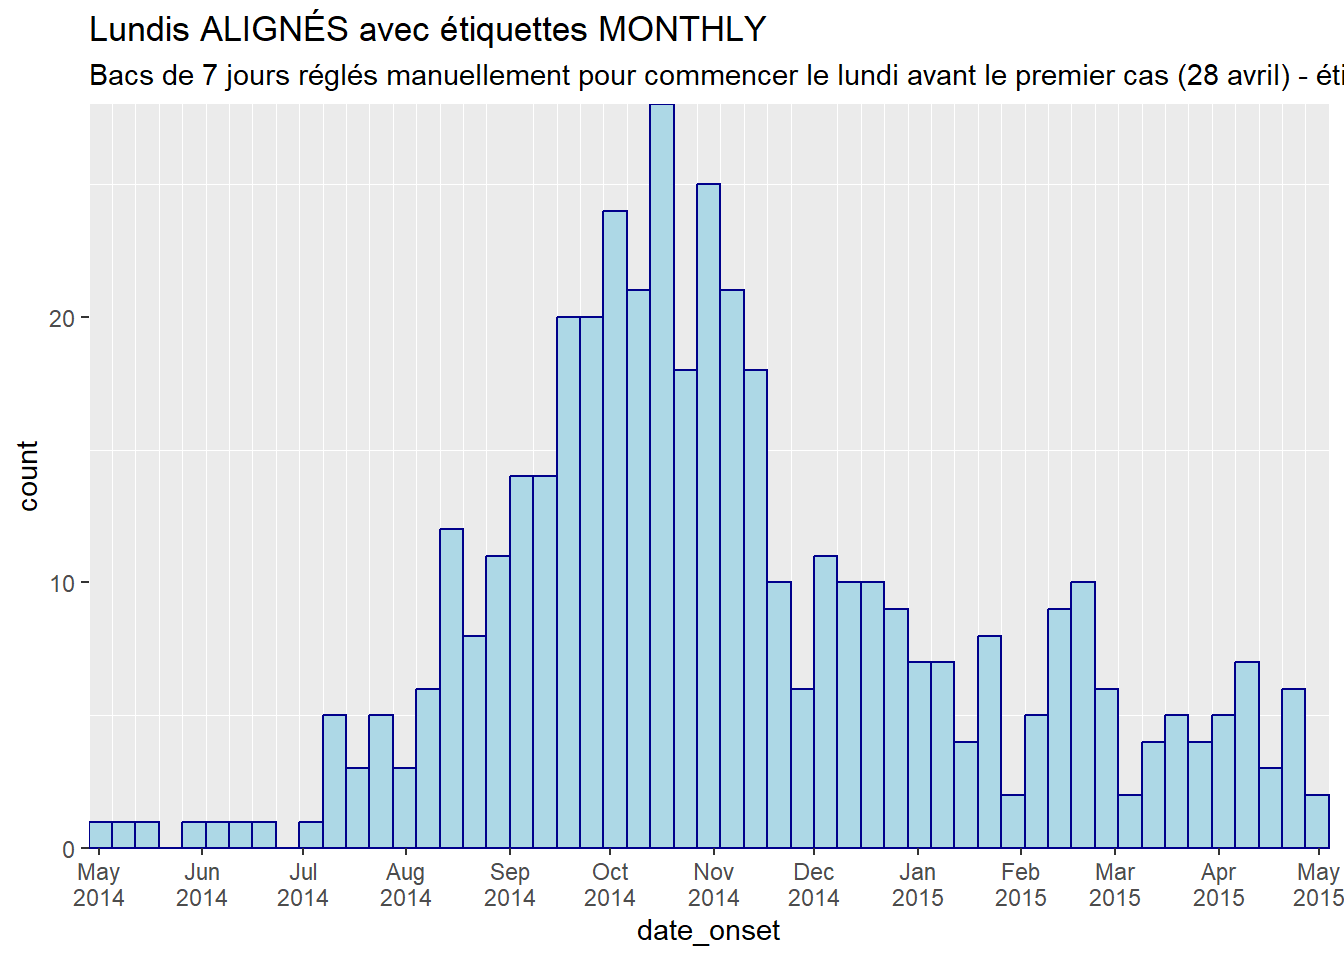 Lundis ALIGNÉS avec étiquettes MONTHLY
Bacs de 7 jours réglés manuellement pour commencer le lundi avant le premier cas (28 avril) - éti
20
10
0
count
May Jun Jul Aug Sep Oct Nov Dec Jan Feb Mar Apr May
2014 2014 2014 2014 2014 2014 2014 2014 2015 2015 2015 2015 2015
date_onset